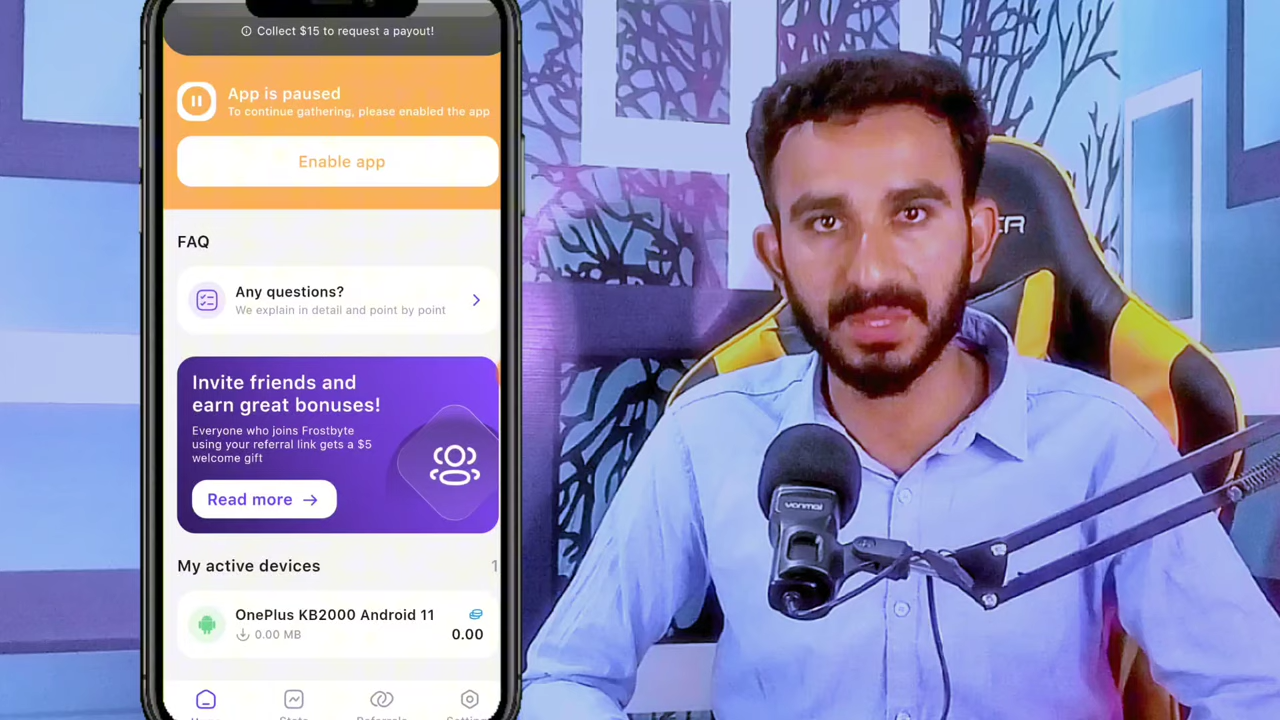 Collect $15 to request a payout!
App is paused
To continue gathering, please enabled the app
Enable app
FAQ
Any questions?
We explain in detail and point by point
Invite friends and
earn great bonuses!
Everyone who joins Frostbyte
using your referral link gets a $5
welcome gift
Read more
My active devices
1
OnePlus KB2000 Android 11
0.00 MB
0.00
ER
vonmai